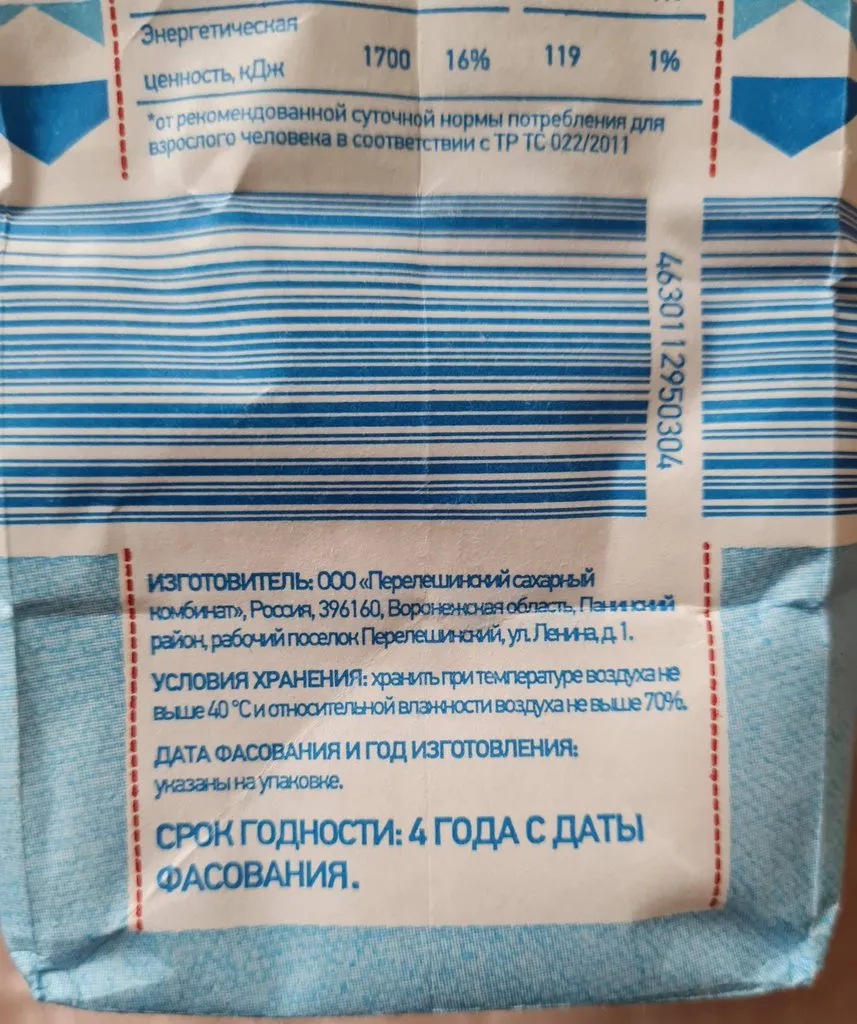 Энергетическая
ценность, кДж 1700 16% 119 1%
*от рекомендованной суточной нормы потребления для
взрослого человека в соответствии с ТР ТС 022/2011
4630112950304
ИЗГОТОВИТЕЛЬ: ООО «Перелешинский сахарный
комбинат», Россия, 396160, Воронежская область, Панинский
район, рабочий поселок Перелешинский, ул. Ленина, д. 1.
УСЛОВИЯ ХРАНЕНИЯ: хранить при температуре воздуха не
выше 40 °С и относительной влажности воздуха не выше 70%.
ДАТА ФАСОВАНИЯ И ГОД ИЗГОТОВЛЕНИЯ:
указаны на упаковке.
СРОК ГОДНОСТИ: 4 ГОДА С ДАТЫ
ФАСОВАНИЯ.